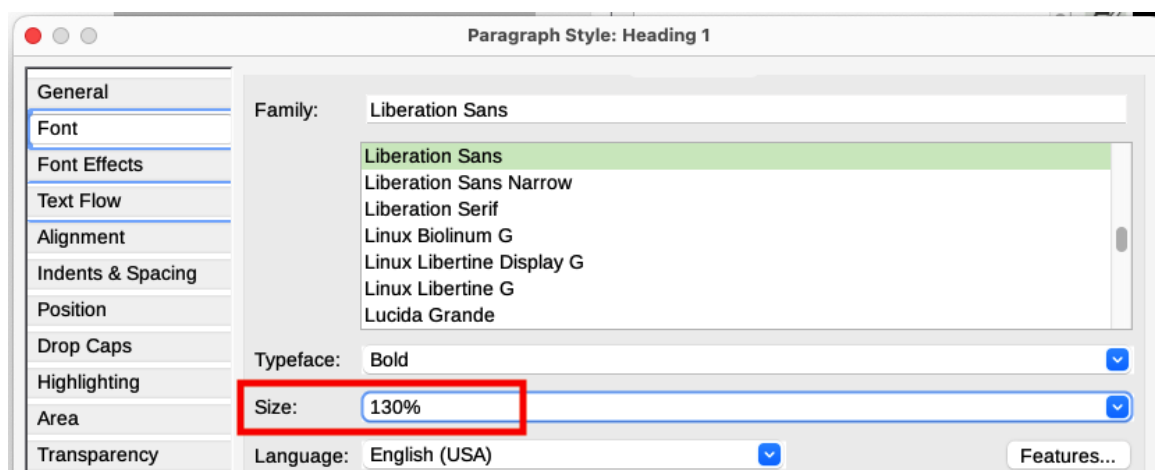 Paragraph Style: Heading 1
General
Font
Font Effects
Text Flow
Alignment
Indents & Spacing
Position
Drop Caps
Highlighting
Area
Transparency
Family: Liberation Sans
Liberation Sans
Liberation Sans Narrow
Liberation Serif
Linux Biolinum G
Linux Libertine Display G
Linux Libertine G
Lucida Grande
Typeface: Bold
Size: 130%
Language: English (USA) Features...